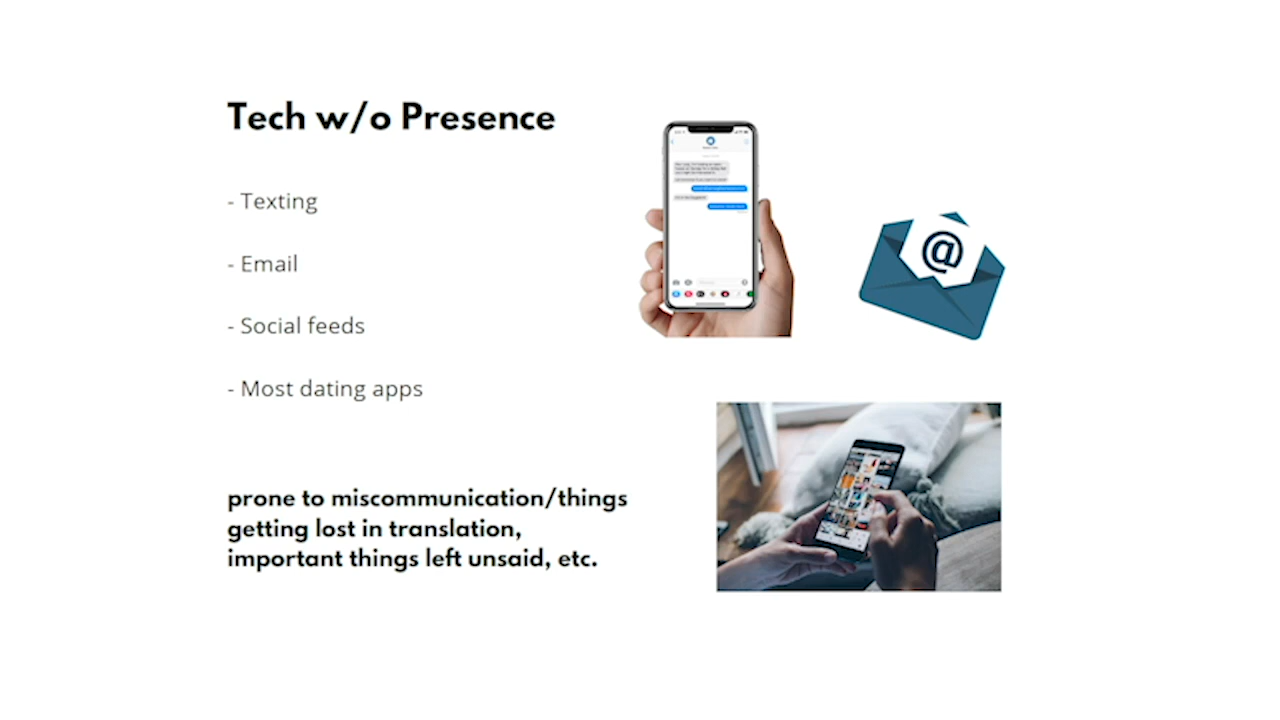 Tech w/o Presence
- Texting
- Email
- Social feeds
- Most dating apps
prone to miscommunication/things
getting lost in translation,
important things left unsaid, etc.
@